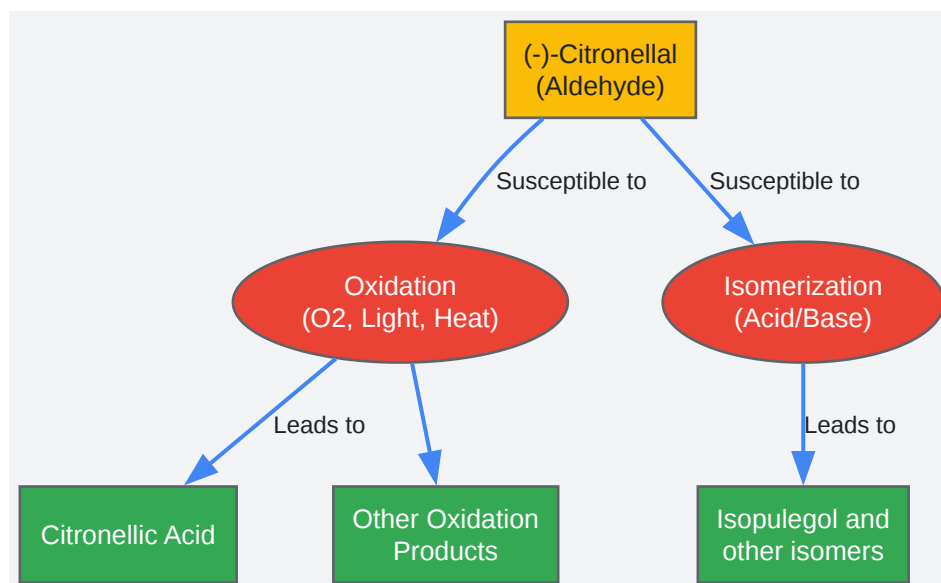 (-)-Citronellal
(Aldehyde)
Susceptible to
Susceptible to
Oxidation
(O2, Light, Heat)
Isomerization
(Acid/Base)
Leads to
Leads to
Citronellic Acid
Other Oxidation
Products
Isopulegol and
other isomers